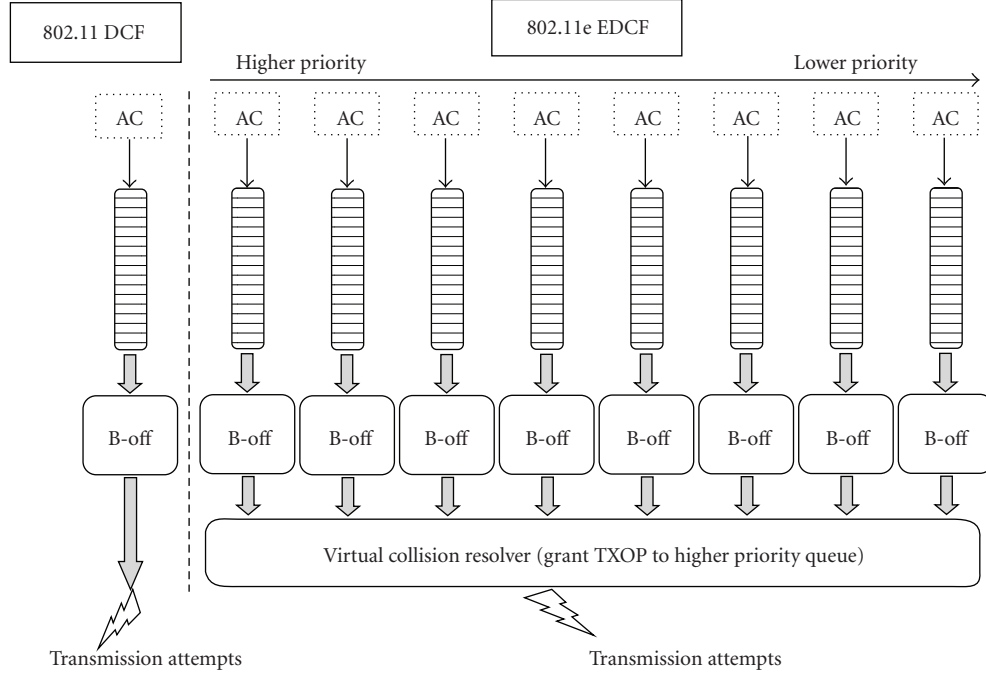 802.11 DCF
802.11e EDCF
Higher priority
Lower priority
AC
AC
AC
AC
AC
AC
AC
AC
AC
B-off
B-off
B-off
B-off
B-off
B-off
B-off
B-off
B-off
Virtual collision resolver (grant TXOP to higher priority queue)
Transmission attempts
Transmission attempts